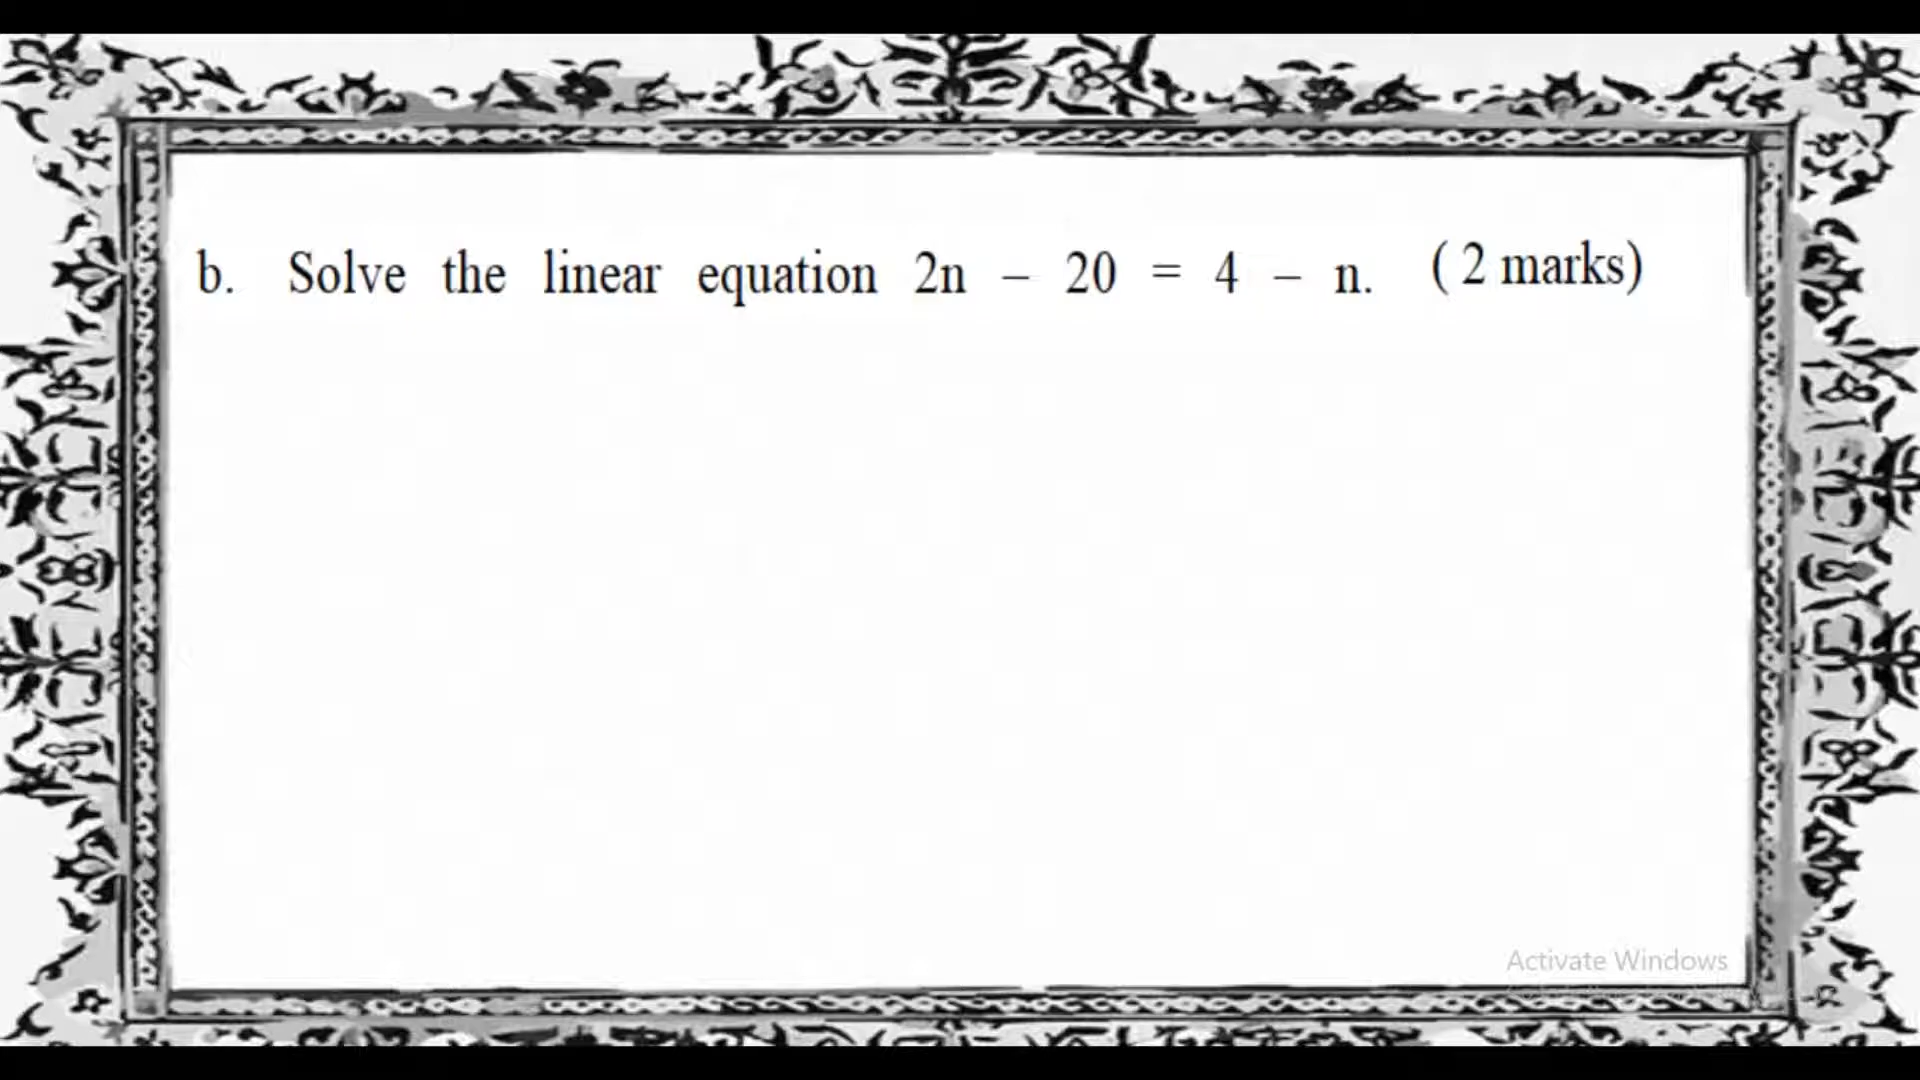 b. Solve the linear equation 2n – 20 = 4 – n. ( 2 marks)
Activate Windows